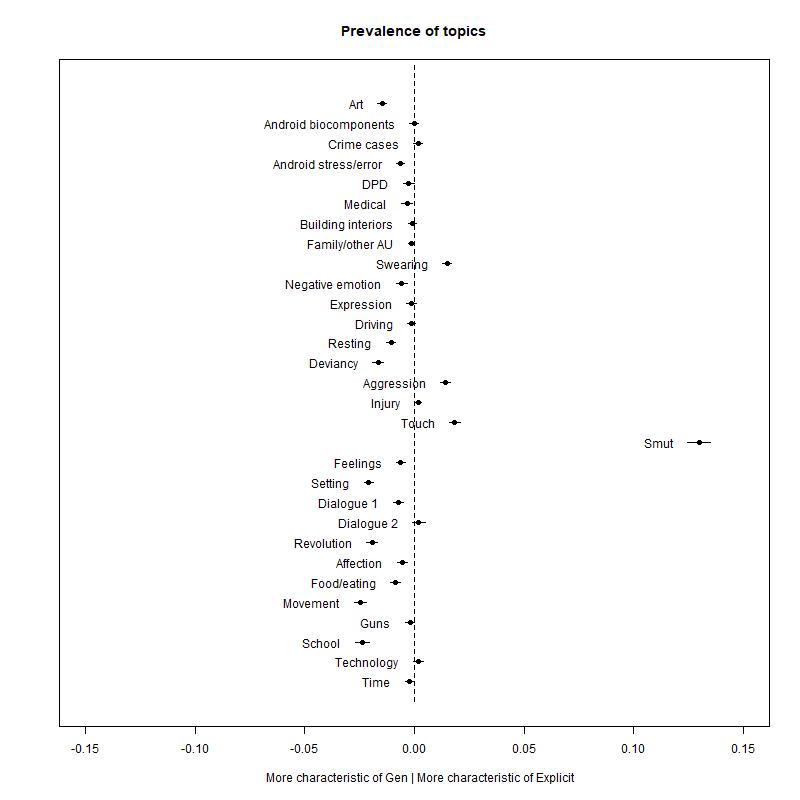 Prevalence of topics
Art
Android biocomponents
Crime cases
Android stress/error
DPD
Medical
Building interiors
Family/other AU
Swearing
Negative emotion
Expression
Driving
Resting
Deviancy
Aggression
Injury
Touch
Smut
Feelings
Setting
Dialogue 1
Dialogue 2
Revolution
Affection
Food/eating
Movement
Guns
School
Technology
Time
-0.15 -0.10 -0.05 0.00 0.05 0.10 0.15
More characteristic of Gen | More characteristic of Explicit